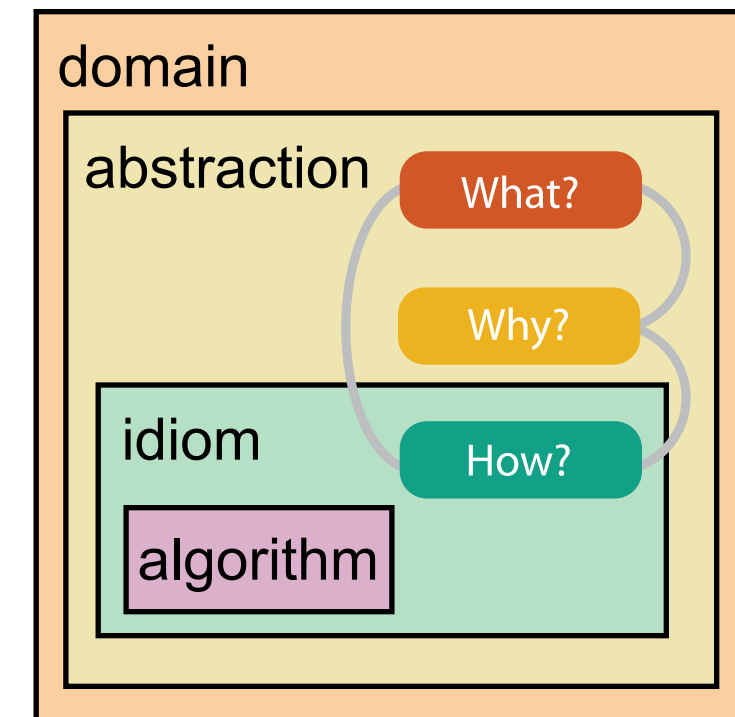 domain
abstraction
What?
Why?
idiom
How?
algorithm